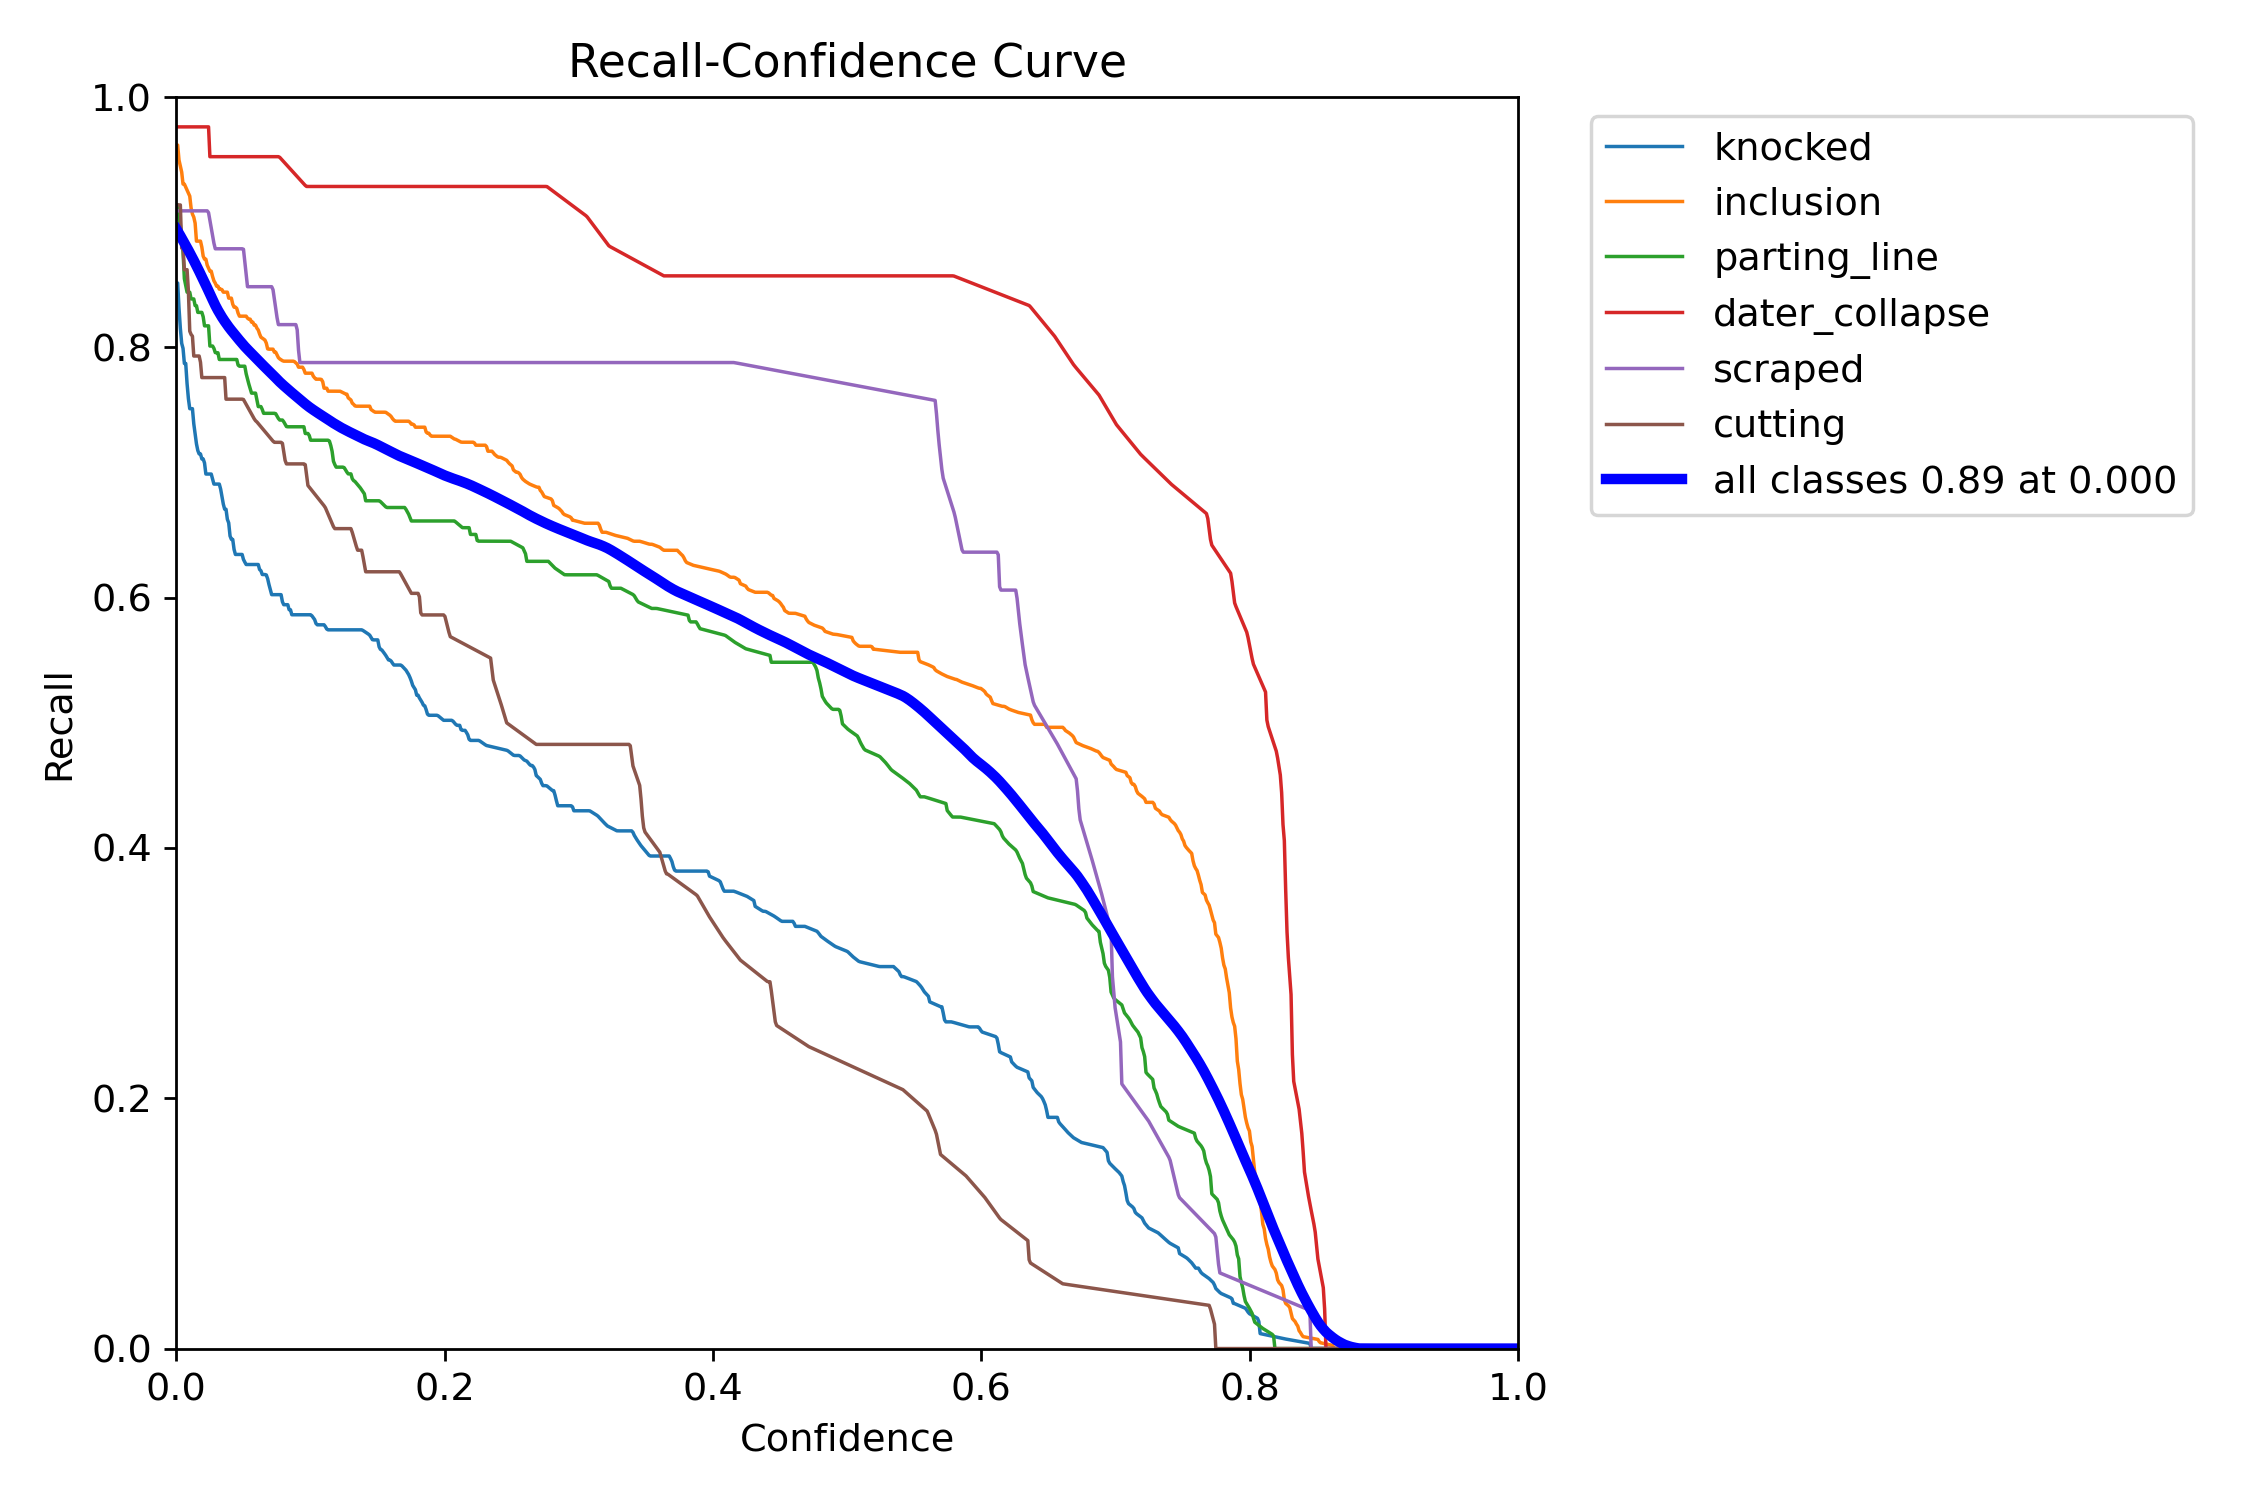 Recall-Confidence Curve
1.0
0.8
0.6
0.4
0.2
0.0
Recall
0.0 0.2 0.4 0.6 0.8 1.0
Confidence
knocked
inclusion
parting_line
dater_collapse
scraped
cutting
all classes 0.89 at 0.000